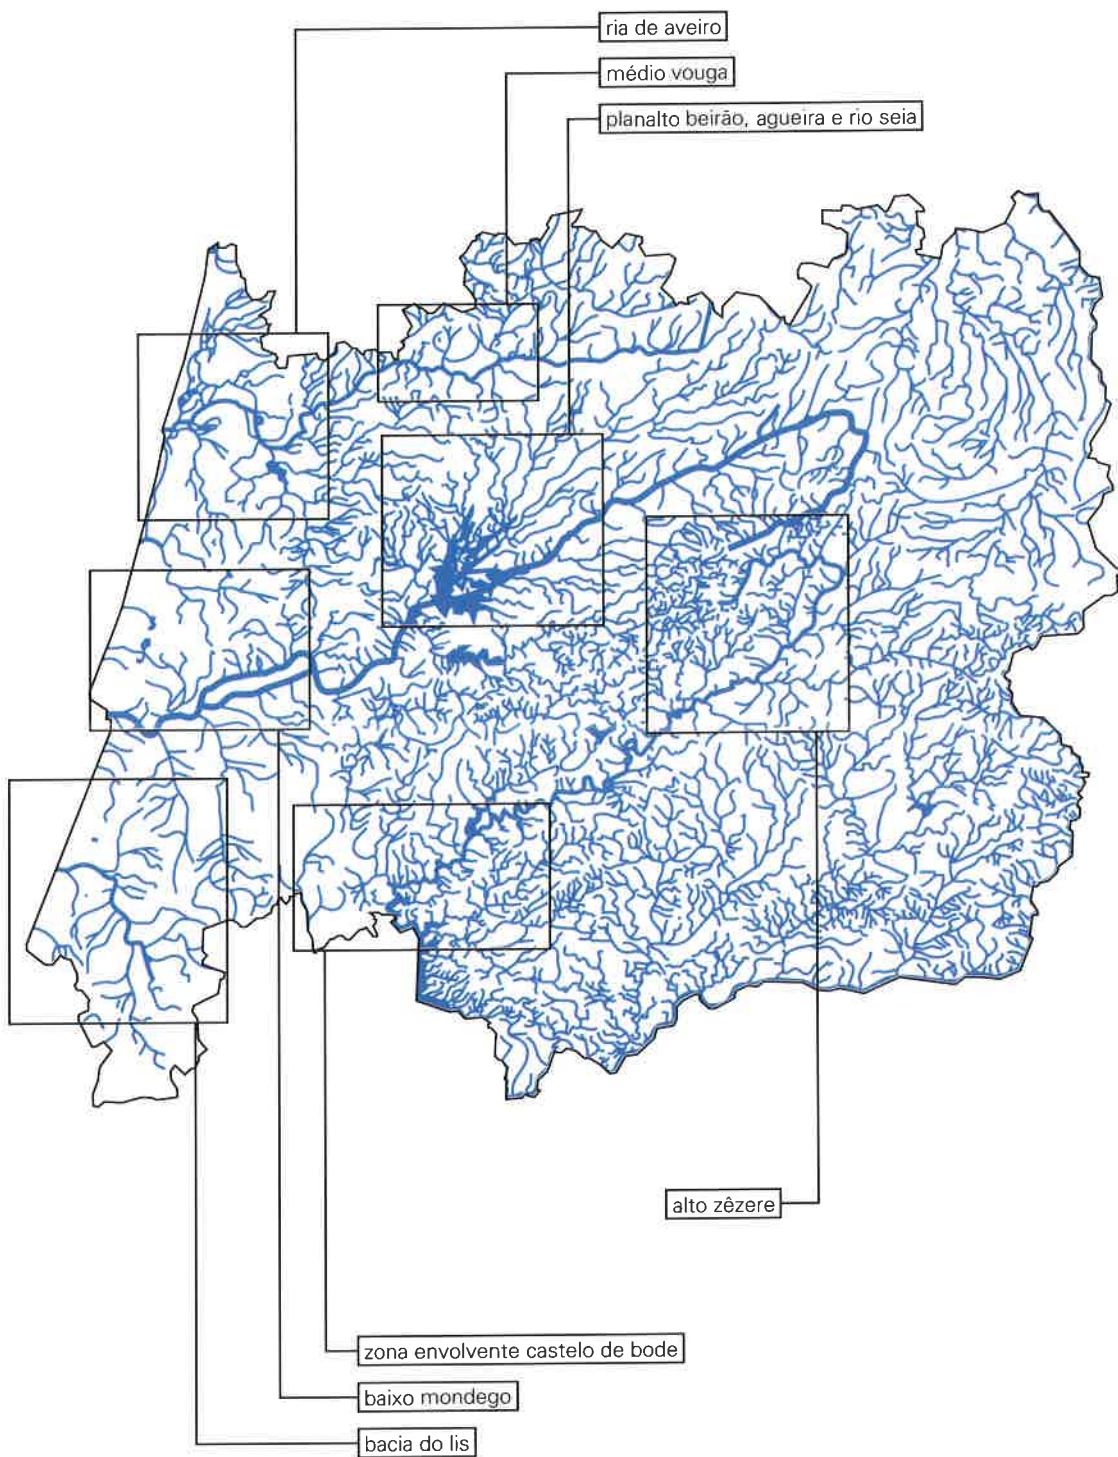 ria de aveiro
médio vouga
planalto beirão, agueira e rio seia
alto zêzere
zona envolvente castelo de bode
baixo mondego
bacia do lis